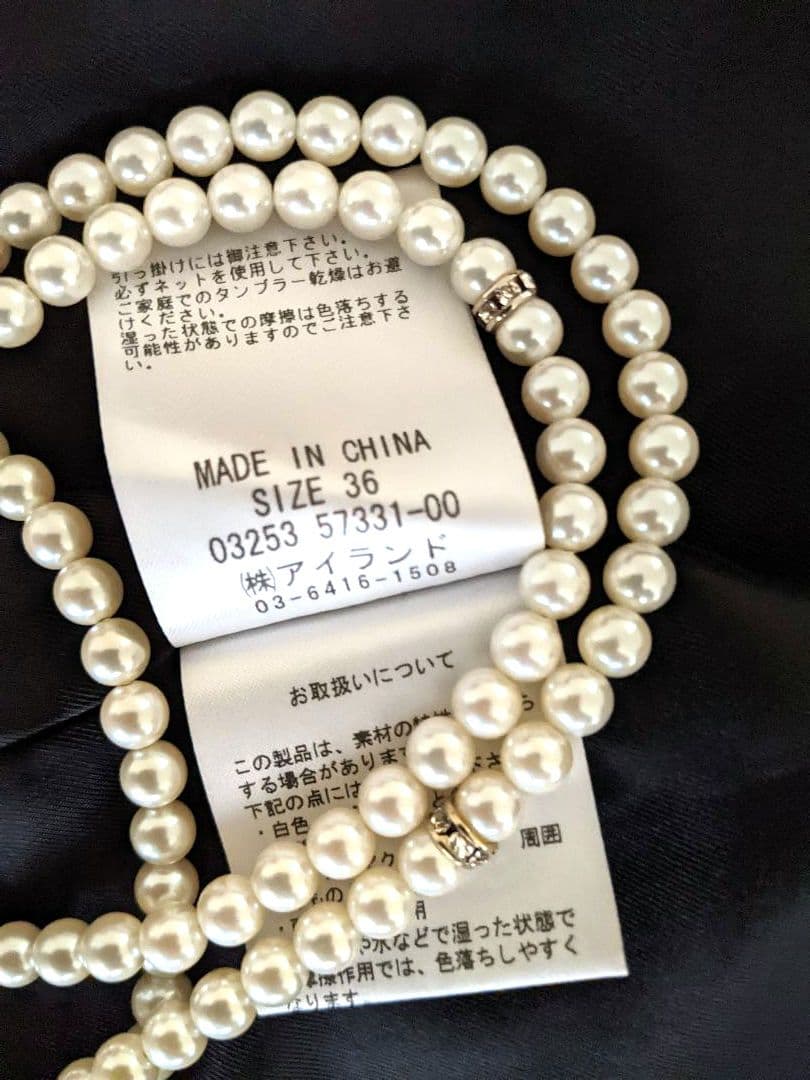 引っ掛けには御注意下さい。
必ずネットを使用して下さい。
ご家庭でのタンブラー乾燥はお避
けください。
湿った状態での摩擦は色落ちする
可能性がありますのでご注意下さ
い。
MADE IN CHINA
SIZE 36
03253 57331-00
㈱アイランド
03-6416-1508
お取扱いについて
この製品は、素材の
する場合がありま
下記の点には
・白色
周囲
水などで湿った状態で
作用では、色落ちしやすく
なります